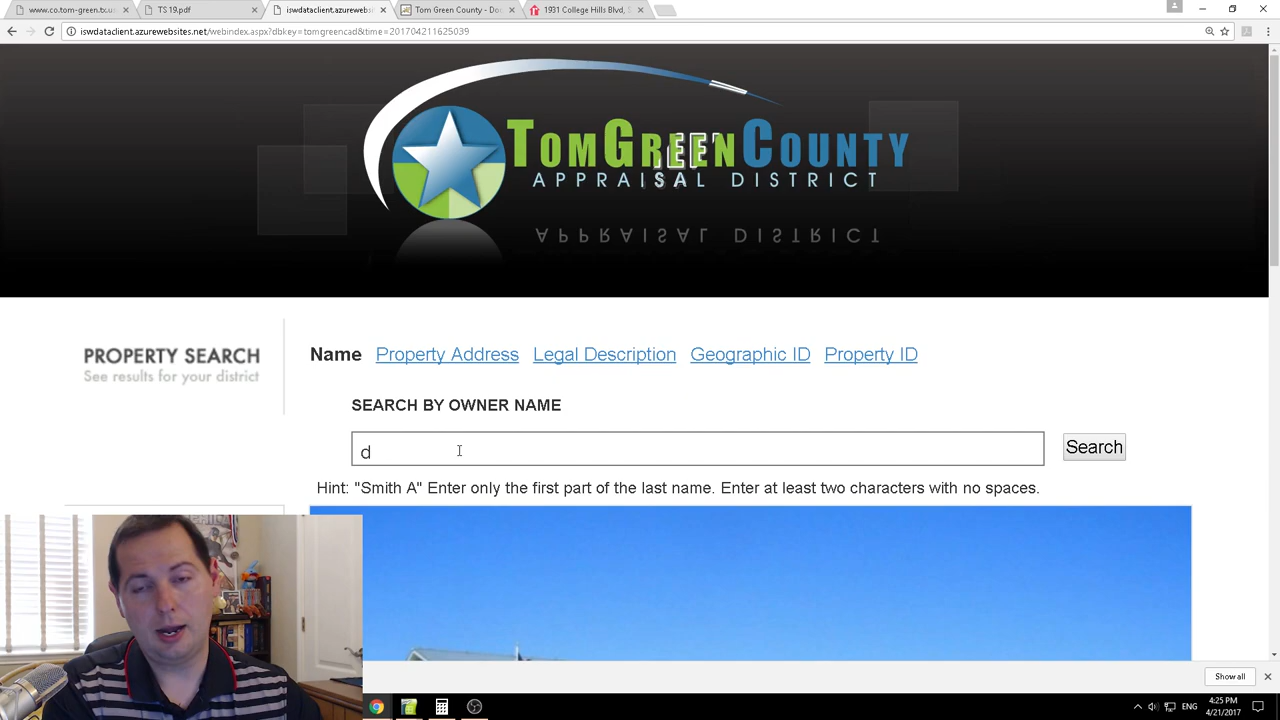 www.co.tom-green.tx.us
TS 19.pdf
iswdataclient.azurewebsi
Tom Green County - Doc
1931 College Hills Blvd, S
iswdataclient.azurewebsites.net/webindex.aspx?dbkey=tomgreencad&time=201704211625039
TOMGREENCOUNTY
APPRAISAL DISTRICT
APPRAISAL DISTRICT
PROPERTY SEARCH
See results for your district
Name Property Address Legal Description Geographic ID Property ID
SEARCH BY OWNER NAME
d
Search
Hint: "Smith A" Enter only the first part of the last name. Enter at least two characters with no spaces.
Show all
ENG
4:25 PM
4/21/2017